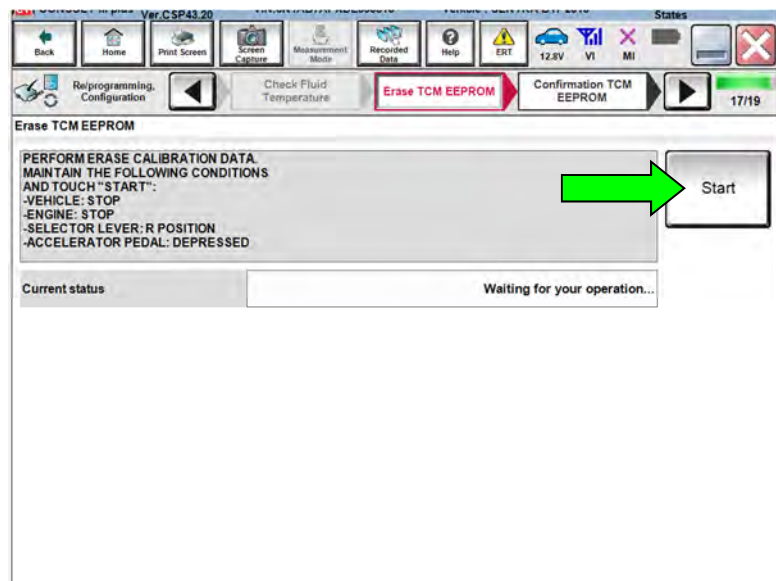 Ver.CSP43.20
States
Back
Home
Print Screen
Screen
Capture
Measurement
Mode
Recorded
Data
Help
ERT
12.8V
VI
MI
Re/programming,
Configuration
Check Fluid
Temperature
Erase TCM EEPROM
Confirmation TCM
EEPROM
17/19
Erase TCM EEPROM
PERFORM ERASE CALIBRATION DATA.
MAINTAIN THE FOLLOWING CONDITIONS
AND TOUCH "START":
-VEHICLE: STOP
-ENGINE: STOP
-SELECTOR LEVER: R POSITION
-ACCELERATOR PEDAL: DEPRESSED
Start
Current status
Waiting for your operation...